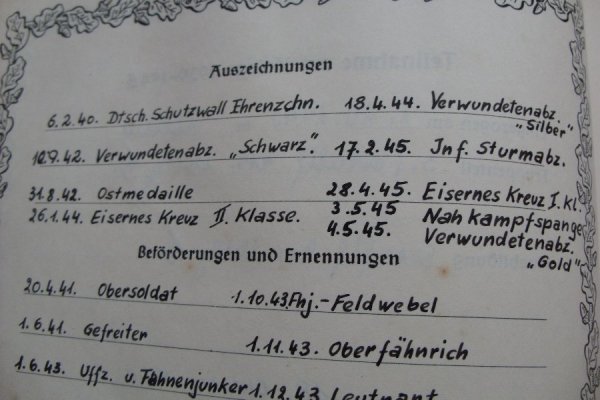 Auszeichnungen
6.2.40. Dtsch. Schutzwall Ehrenzchn. 18.4.44. Verwundetenabz. "Silber"
Verwundetenabz. „Schwarz". 17.2.45. Inf. Sturmabz.
31.8.42. Ostmedaille 28.4.45. Eisernes Kreuz I. Kl.
26.1.44. Eisernes Kreuz II. Klasse. 3.5.45 Nahkampfspange
4.5.45. Verwundetenabz. „Gold"
Beförderungen und Ernennungen
20.4.41. Obersoldat 1.10.43. Fhj.-Feldwebel
1.6.41. Gefreiter 1.11.43. Oberfähnrich
1.6.43. Uffz. u. Fahnenjunker 1.12.43 Leutnant